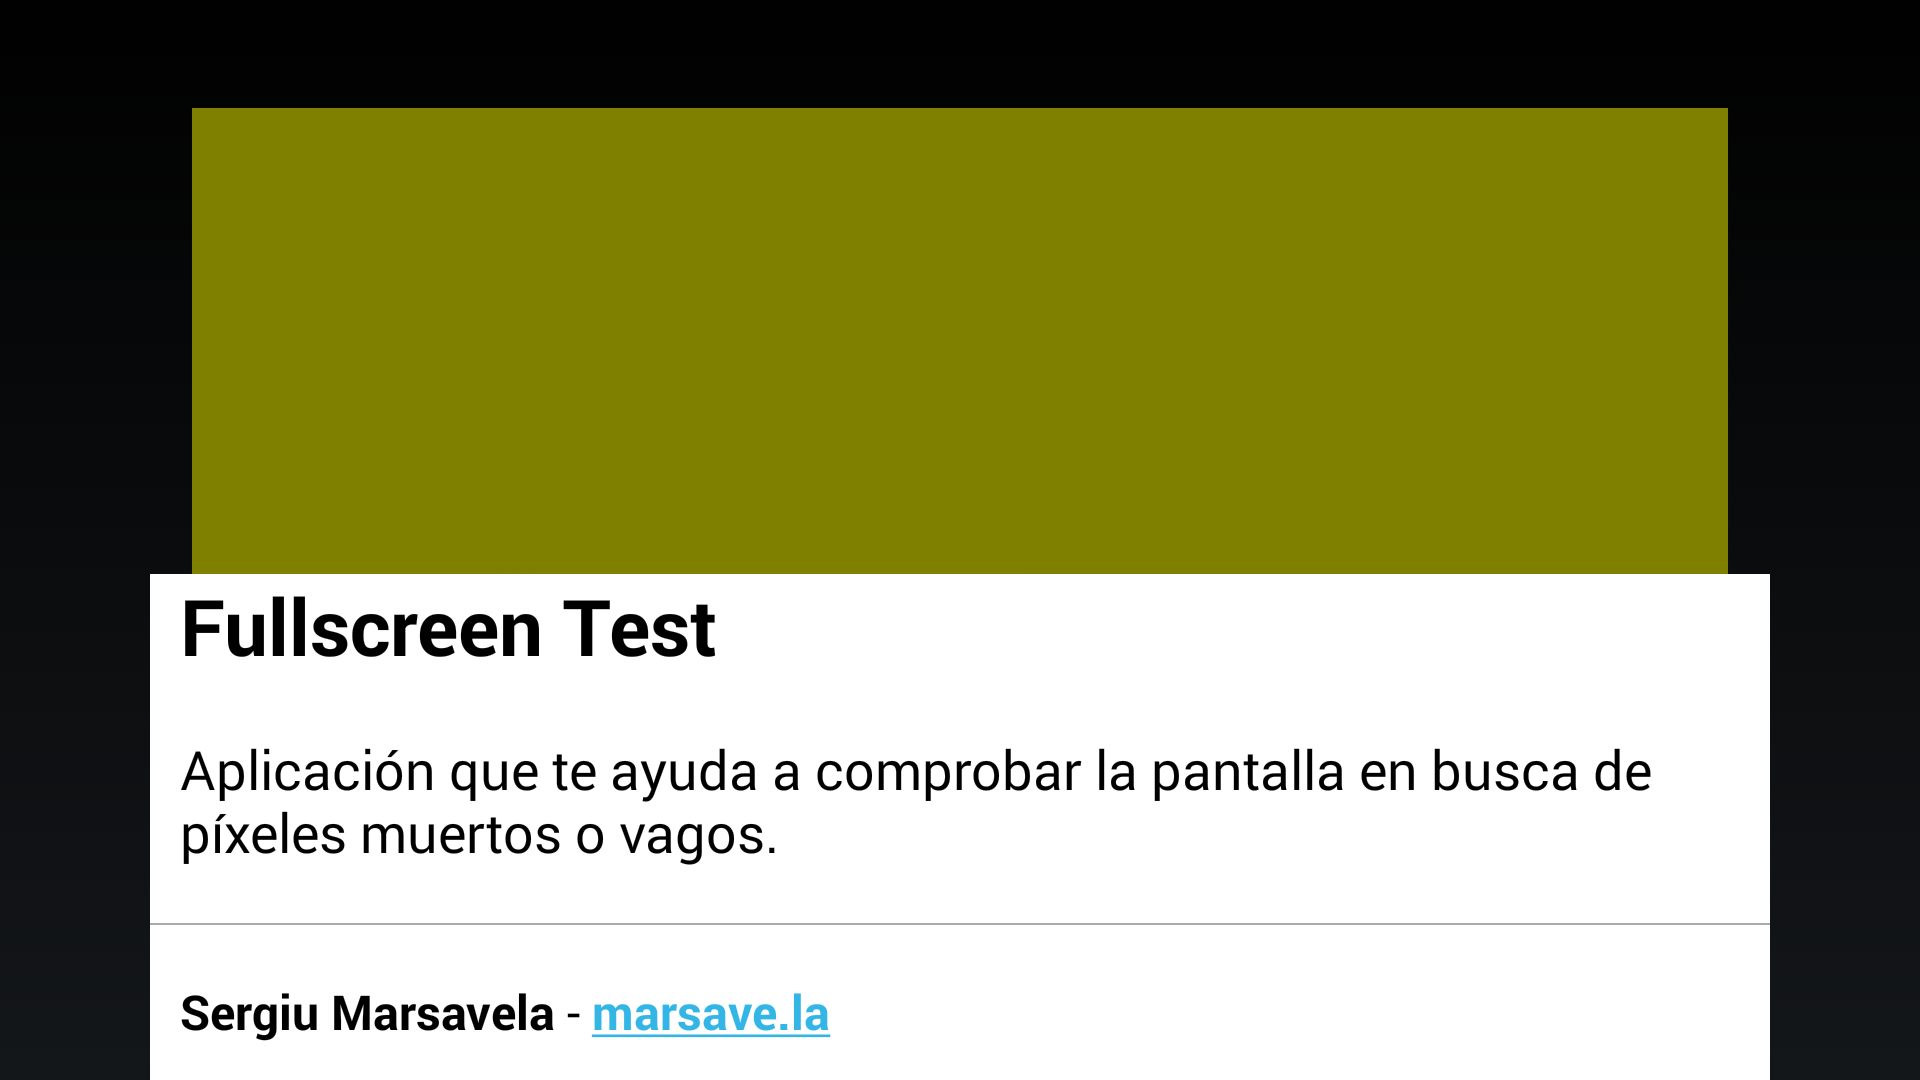 Fullscreen Test
Aplicación que te ayuda a comprobar la pantalla en busca de
píxeles muertos o vagos.
Sergiu Marsavela - marsave.la